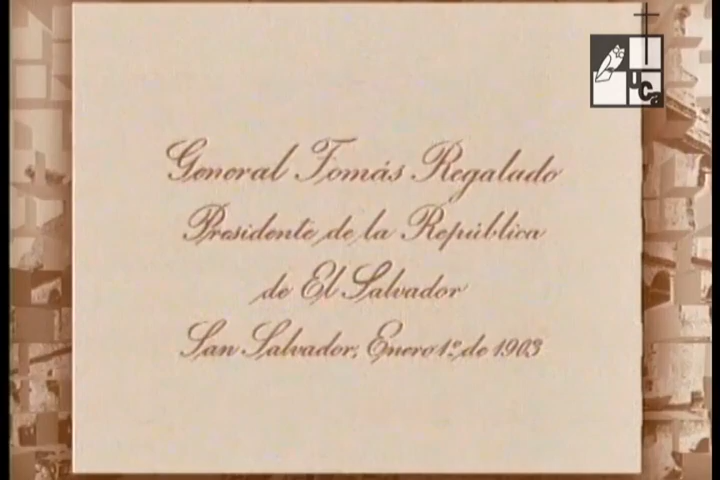 UCa
General Tomás Regalado
Presidente de la República
de El Salvador
San Salvador, Enero 1º de 1903